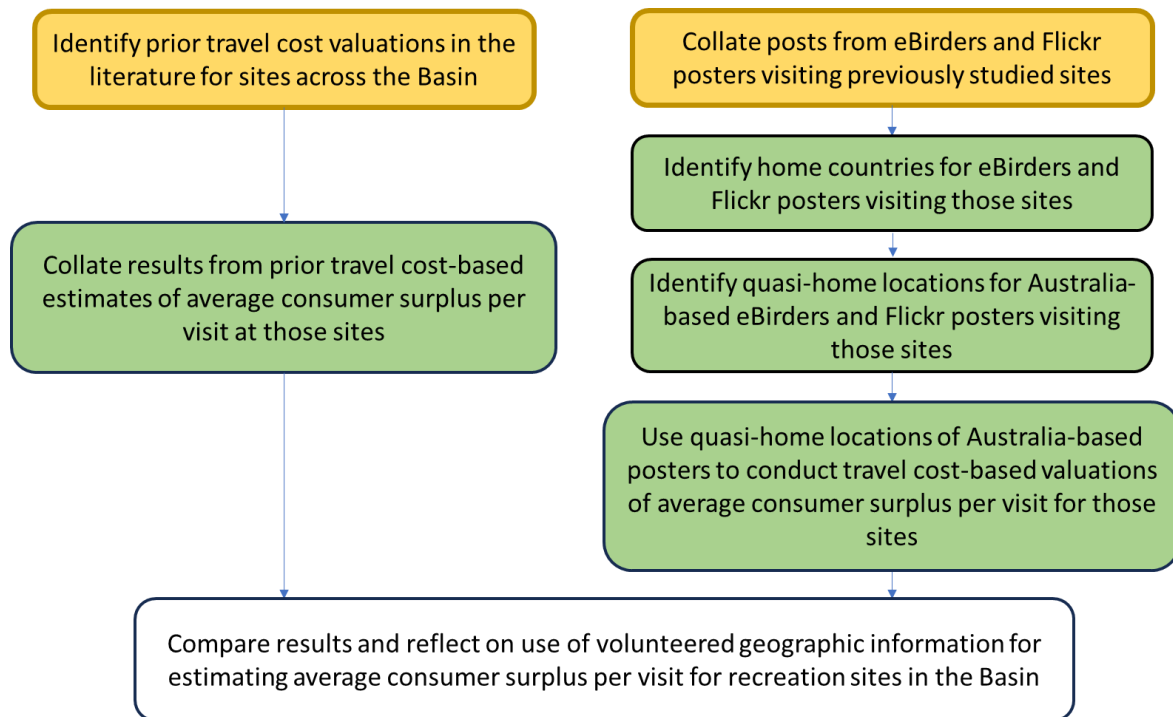 Identify prior travel cost valuations in the
literature for sites across the Basin
Collate results from prior travel cost-based
estimates of average consumer surplus per
visit at those sites
Collate posts from eBirders and Flickr
posters visiting previously studied sites
Identify home countries for eBirders and
Flickr posters visiting those sites
Identify quasi-home locations for Australia-
based eBirders and Flickr posters visiting
those sites
Use quasi-home locations of Australia-based
posters to conduct travel cost-based valuations
of average consumer surplus per visit for those
sites
Compare results and reflect on use of volunteered geographic information for
estimating average consumer surplus per visit for recreation sites in the Basin